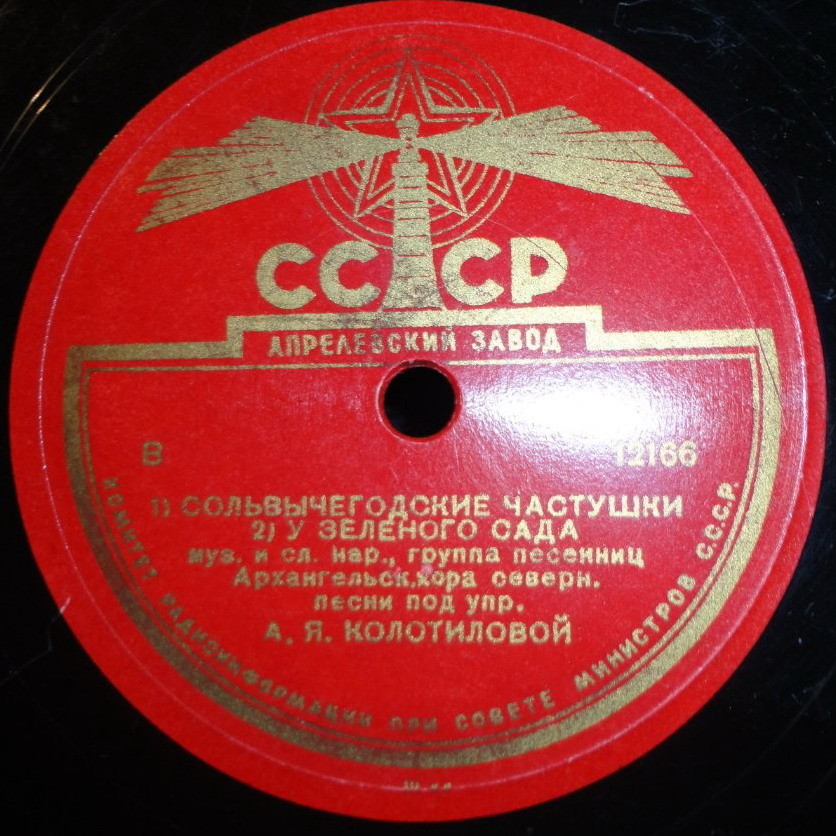 СССР
АПРЕЛЕВСКИЙ ЗАВОД
В 12166
1) СОЛЬВЫЧЕГОДСКИЕ ЧАСТУШКИ
2) У ЗЕЛЕНОГО САДА
муз. и сл. нар., группа песенниц
Архангельск.хора северн.
песни под упр.
А. Я. КОЛОТИЛОВОЙ
КОМИТЕТ РАДИОИНФОРМАЦИИ ПРИ СОВЕТЕ МИНИСТРОВ С.С.С.Р.